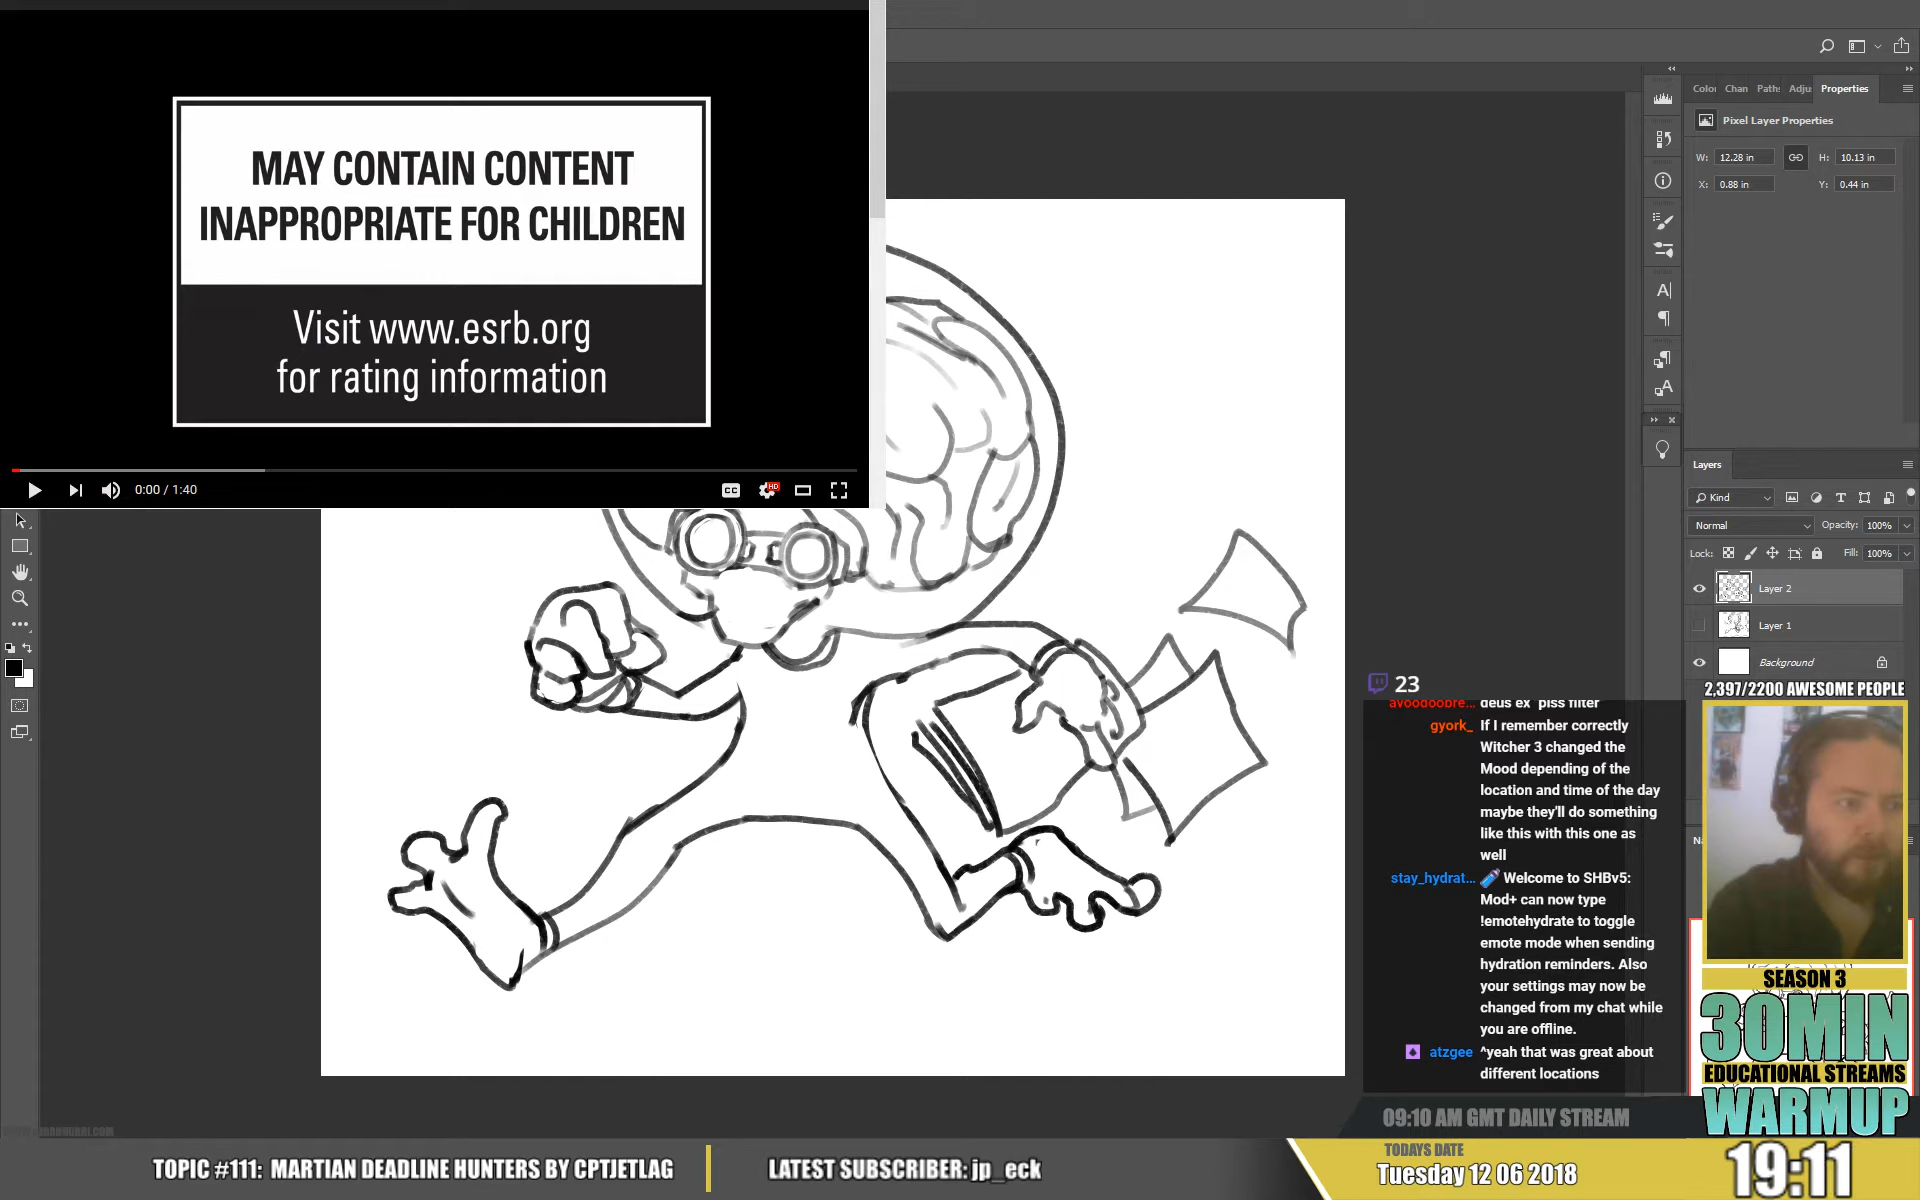 MAY CONTAIN CONTENT
INAPPROPRIATE FOR CHILDREN
Visit www.esrb.org
for rating information
0:00 / 1:40
CC
HD
Chan
Properties
Pixel Layer Properties
W: 12.28 in
H: 10.13 in
X: 0.88 in
Y: 0.44 in
Layers
Kind
Normal
Opacity: 100%
Lock:
Fill: 100%
Layer 2
Layer 1
Background
2,397/2200 AWESOME PEOPLE
23
avoodoobre... deus ex piss filter
gyork_ If I remember correctly
Witcher 3 changed the
Mood depending of the
location and time of the day
maybe they'll do something
like this with this one as
well
stay_hydrat... Welcome to SHBv5:
Mod+ can now type
!emotehydrate to toggle
emote mode when sending
hydration reminders. Also
your settings may now be
changed from my chat while
you are offline.
atzgee ^yeah that was great about
different locations
SEASON 3
30MIN
EDUCATIONAL STREAMS
WARMUP
09:10 AM GMT DAILY STREAM
TOPIC #111: MARTIAN DEADLINE HUNTERS BY CPTJETLAG
LATEST SUBSCRIBER: jp_eck
TODAYS DATE
Tuesday 12 06 2018
19:11